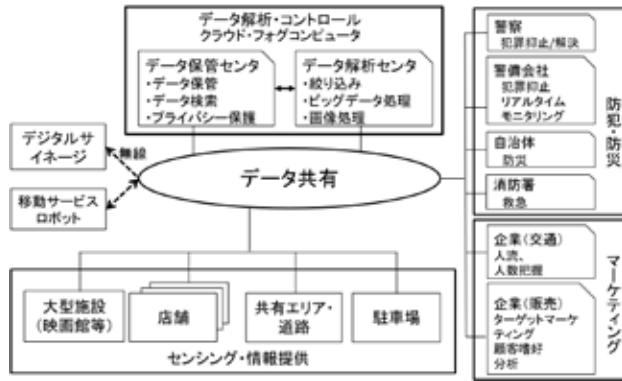 データ解析・コントロール
クラウド・フォグコンピュータ
データ保管センタ
・データ保管
・データ検索
・プライバシー保護
データ解析センタ
・絞り込み
・ビッグデータ処理
・画像処理
デジタルサ
イネージ
無線
移動サービス
ロボット
データ共有
大型施設
(映画館等)
店舗
共有エリア・
道路
駐車場
センシング・情報提供
警察
犯罪抑止/解決
警備会社
犯罪抑止
リアルタイム
モニタリング
自治体
防災
消防署
救急
防犯・防災
企業(交通)
人流、
人数把握
企業(販売)
ターゲットマーケ
ティング
顧客嗜好
分析
マーケティング